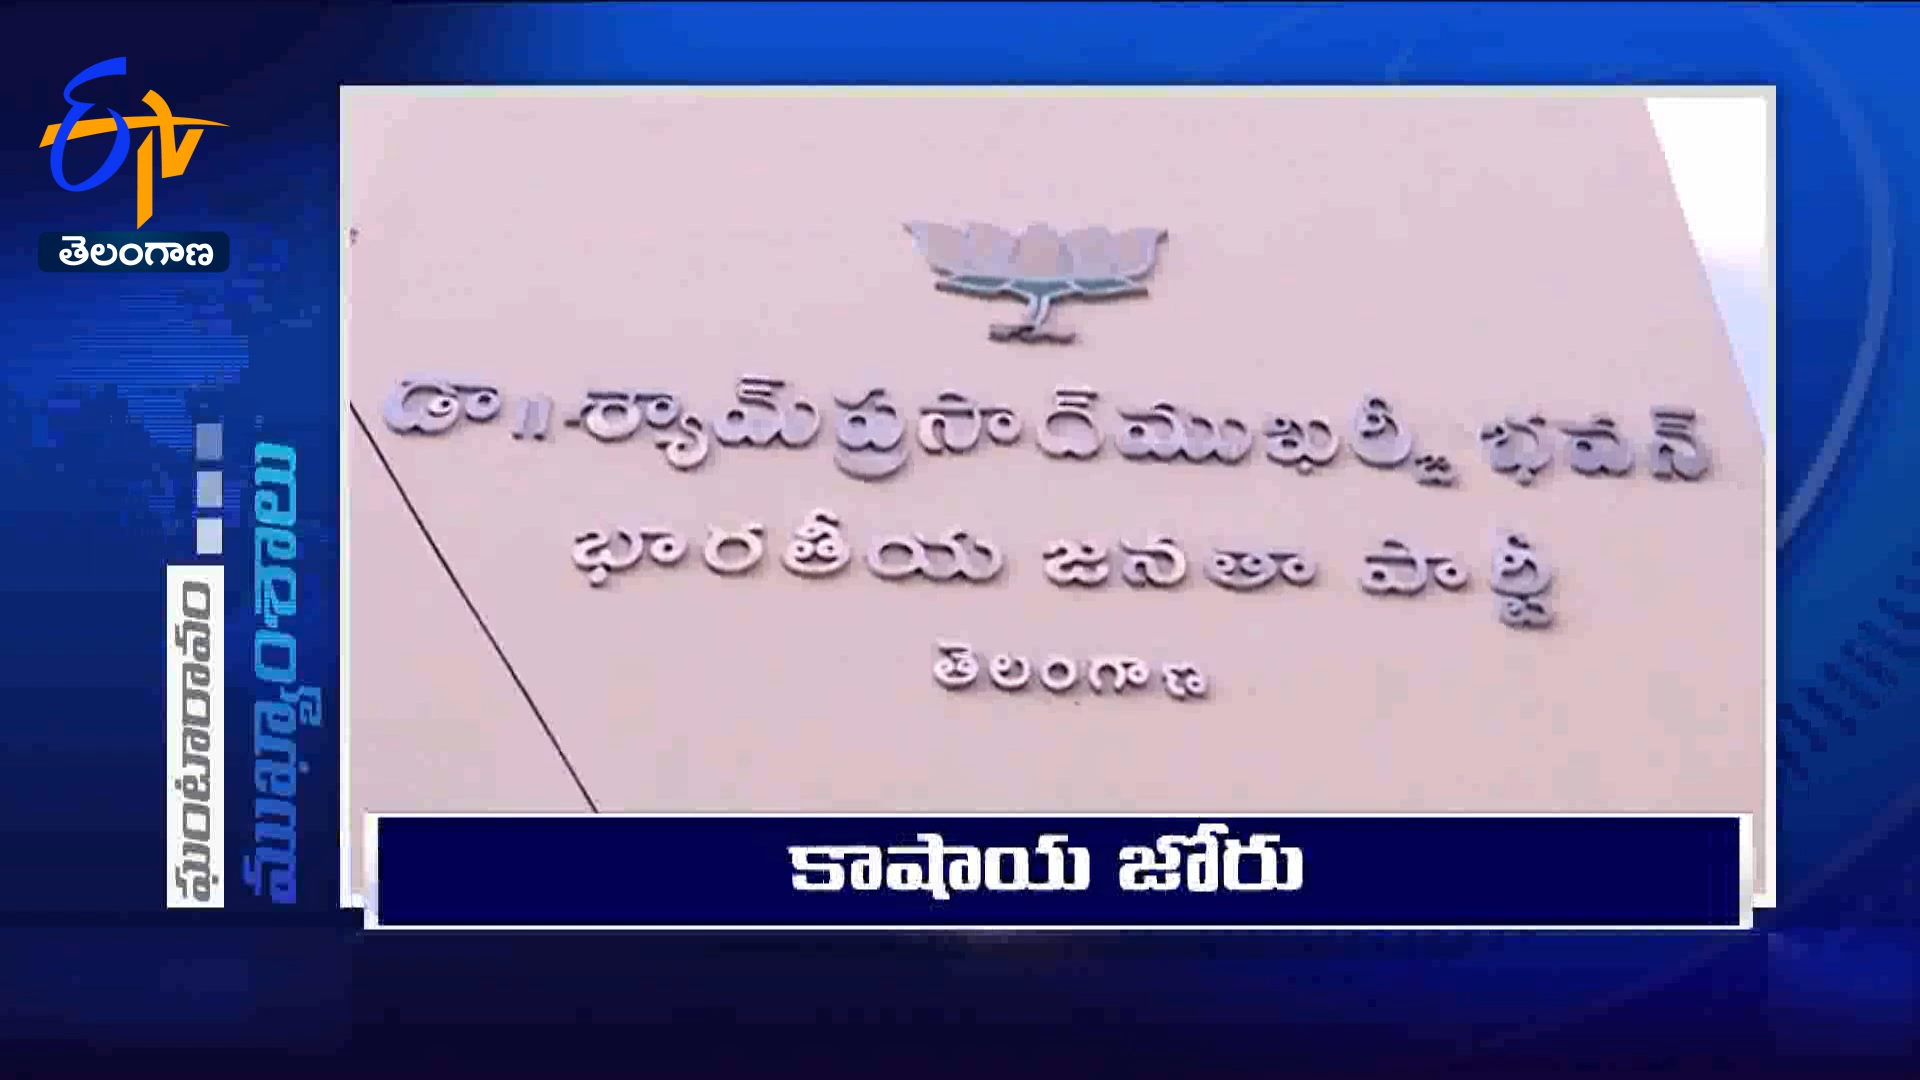 ETV
తెలంగాణ
డా॥శ్యామ్‌ప్రసాద్‌ముఖర్జీ భవన్
భారతీయ జనతా పార్టీ
తెలంగాణ
కాషాయ జోరు
ఘంటారావం
ముఖ్యాంశాలు